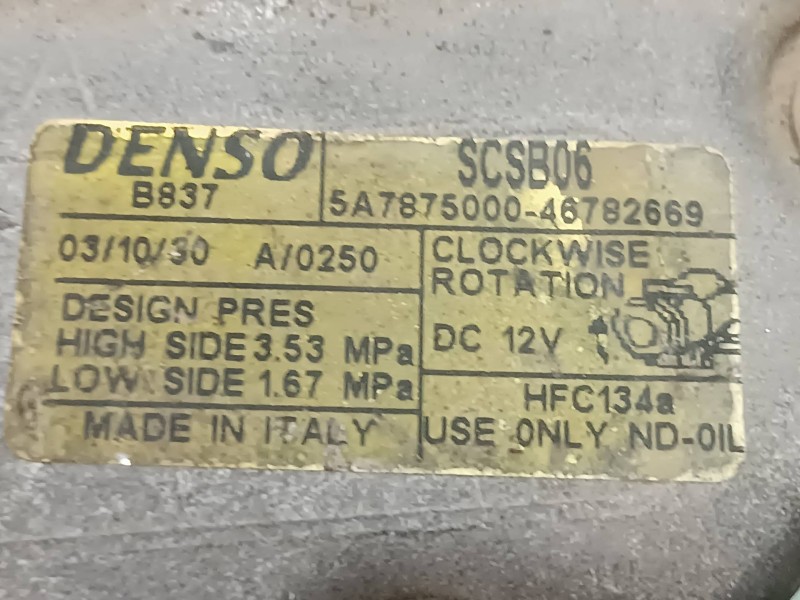 DENSO
B837
SCSB06
5A7875000-46782669
03/10/30 A/0250
CLOCKWISE
ROTATION
DESIGN PRES
HIGH SIDE 3.53 MPa
LOW SIDE 1.67 MPa
DC 12V
MADE IN ITALY
HFC134a
USE ONLY ND-OIL